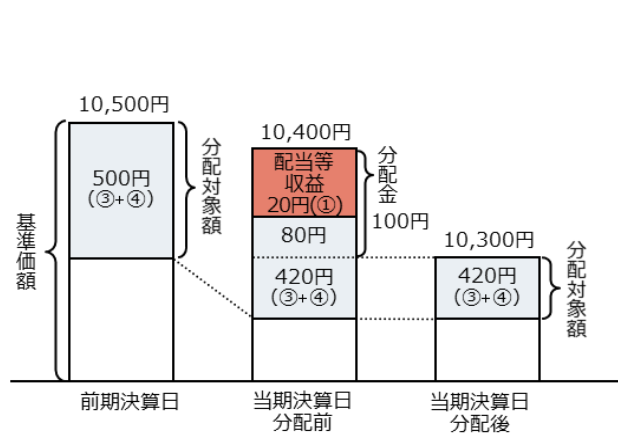 基準価額
10,500円
500円
(③+④)
分配対象額
前期決算日
10,400円
配当等
収益
20円(①)
80円
420円
(③+④)
分配金
100円
当期決算日
分配前
10,300円
420円
(③+④)
分配対象額
当期決算日
分配後